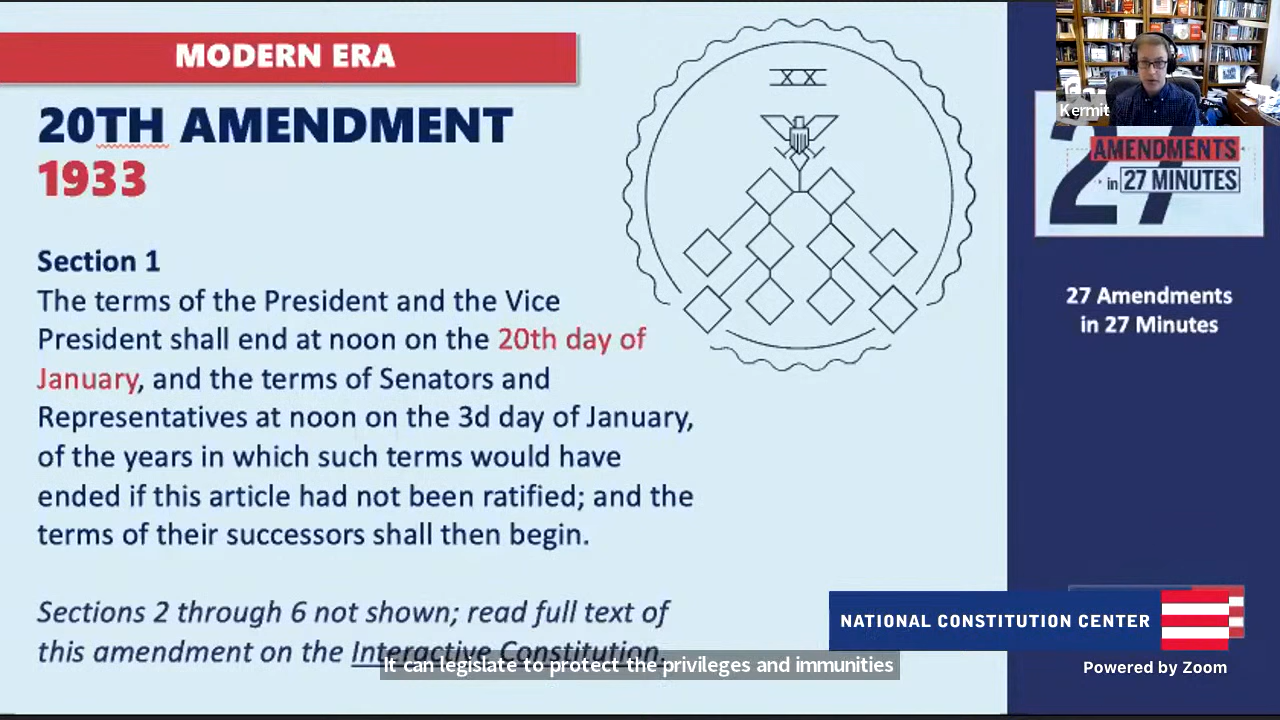 MODERN ERA
20TH AMENDMENT
1933
Section 1
The terms of the President and the Vice
President shall end at noon on the 20th day of
January, and the terms of Senators and
Representatives at noon on the 3d day of January,
of the years in which such terms would have
ended if this article had not been ratified; and the
terms of their successors shall then begin.
Sections 2 through 6 not shown; read full text of
this amendment on the Interactive Constitution.
It can legislate to protect the privileges and immunities
XX
Kermit
27
AMENDMENTS
in 27 MINUTES
27 Amendments
in 27 Minutes
NATIONAL CONSTITUTION CENTER
Powered by Zoom